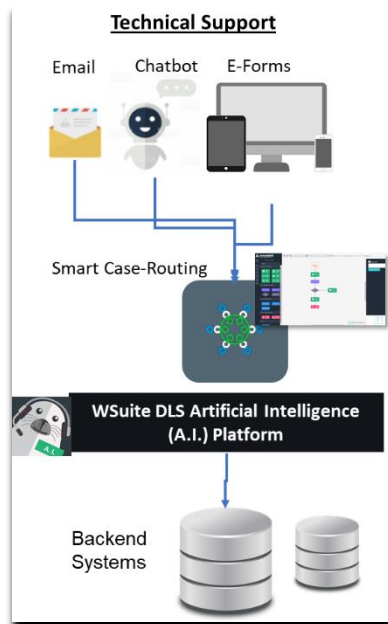 Technical Support
Email
Chatbot
E-Forms
Smart Case-Routing
WSuite DLS Artificial Intelligence
(A.I.) Platform
A.I.
Backend
Systems